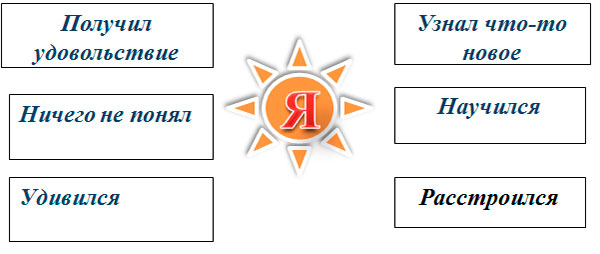 Получил
удовольствие
Ничего не понял
Удивился
Я
Узнал что-то
новое
Научился
Расстроился